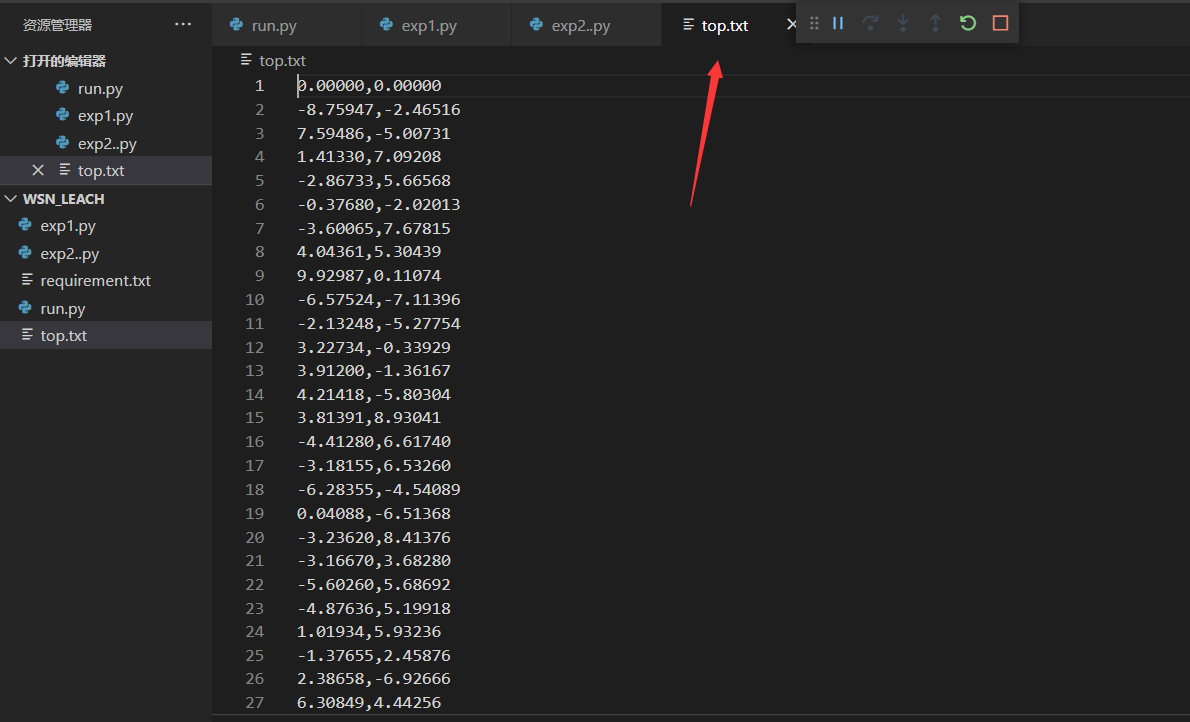 资源管理器
打开的编辑器
run.py
exp1.py
exp2..py
top.txt
WSN_LEACH
exp1.py
exp2..py
requirement.txt
run.py
top.txt
run.py exp1.py exp2..py top.txt
top.txt
1 0.00000,0.00000
2 -8.75947,-2.46516
3 7.59486,-5.00731
4 1.41330,7.09208
5 -2.86733,5.66568
6 -0.37680,-2.02013
7 -3.60065,7.67815
8 4.04361,5.30439
9 9.92987,0.11074
10 -6.57524,-7.11396
11 -2.13248,-5.27754
12 3.22734,-0.33929
13 3.91200,-1.36167
14 4.21418,-5.80304
15 3.81391,8.93041
16 -4.41280,6.61740
17 -3.18155,6.53260
18 -6.28355,-4.54089
19 0.04088,-6.51368
20 -3.23620,8.41376
21 -3.16670,3.68280
22 -5.60260,5.68692
23 -4.87636,5.19918
24 1.01934,5.93236
25 -1.37655,2.45876
26 2.38658,-6.92666
27 6.30849,4.44256